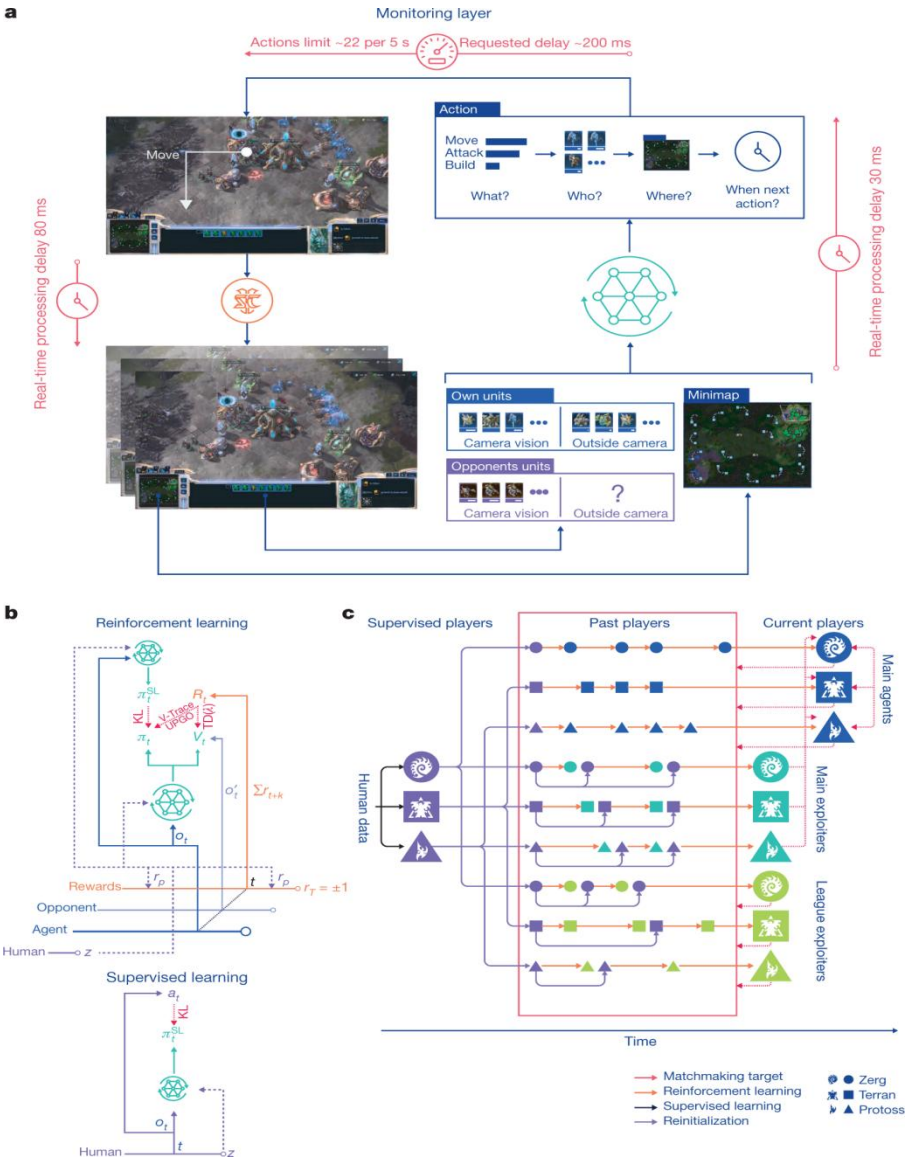 a
Monitoring layer
Actions limit ~22 per 5 s
Requested delay ~200 ms
Real-time processing delay 80 ms
Move
Action
Move
Attack
Build
What?
Who?
Where?
When next
action?
Real-time processing delay 30 ms
Own units
Camera vision
Outside camera
Opponents units
Camera vision
?
Outside camera
Minimap
b
Reinforcement learning
π_t^SL
KL
V-Trace
UPGO
TD(λ)
R_t
π_t
V_t
o'_t
Σr_{t+k}
o_t
r_p
t
r_p
Rewards
r_T = ±1
Opponent
Agent
Human
z
Supervised learning
a_t
KL
π_t^SL
o_t
Human
t
z
c
Supervised players
Past players
Current players
Human data
Main agents
Main exploiters
League exploiters
Time
Matchmaking target
Reinforcement learning
Supervised learning
Reinitialization
Zerg
Terran
Protoss